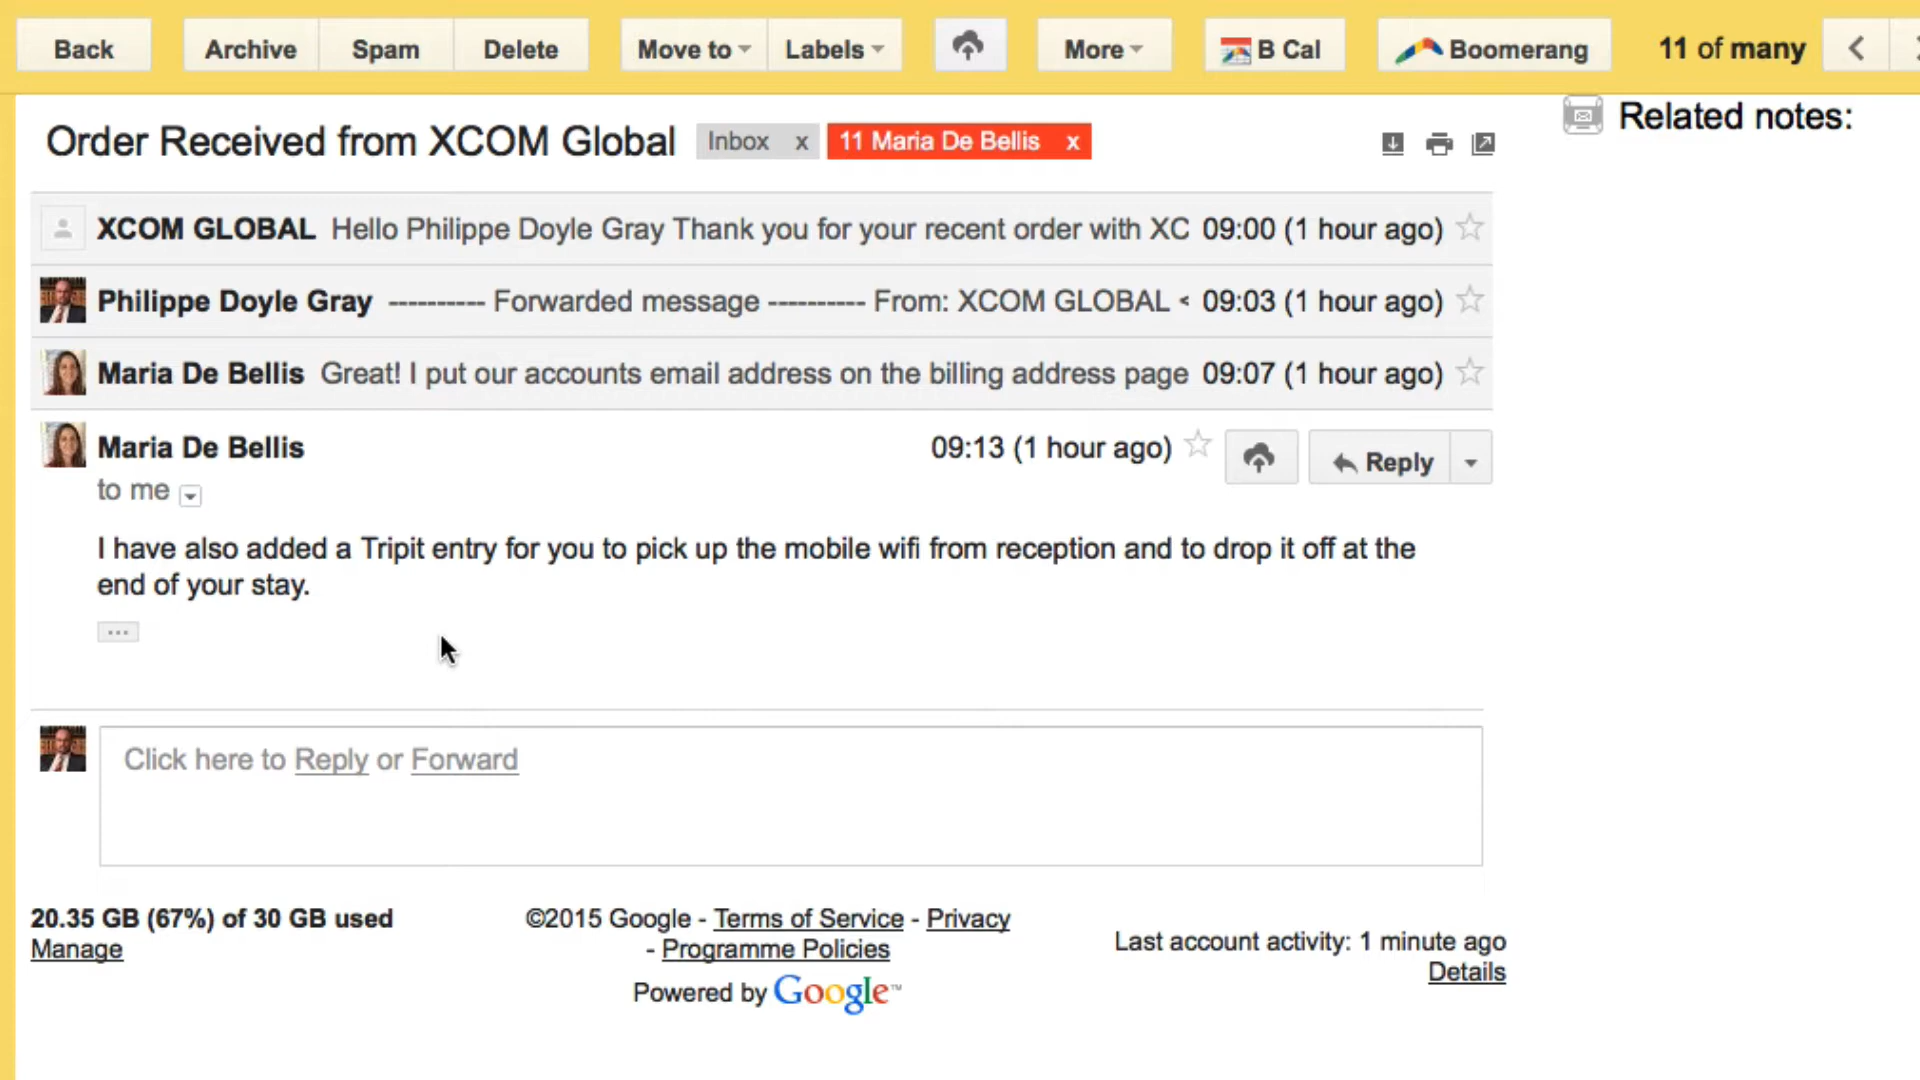 Back Archive Spam Delete Move to Labels More B Cal Boomerang 11 of many
Order Received from XCOM Global Inbox x 11 Maria De Bellis x
Related notes:
XCOM GLOBAL Hello Philippe Doyle Gray Thank you for your recent order with XC 09:00 (1 hour ago)
Philippe Doyle Gray ---------- Forwarded message ---------- From: XCOM GLOBAL < 09:03 (1 hour ago)
Maria De Bellis Great! I put our accounts email address on the billing address page 09:07 (1 hour ago)
Maria De Bellis 09:13 (1 hour ago) Reply
to me
I have also added a Tripit entry for you to pick up the mobile wifi from reception and to drop it off at the
end of your stay.
...
Click here to Reply or Forward
20.35 GB (67%) of 30 GB used
Manage
©2015 Google - Terms of Service - Privacy
- Programme Policies
Powered by Google™
Last account activity: 1 minute ago
Details